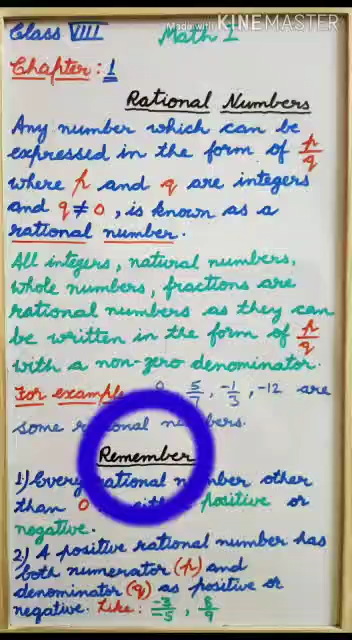 Made with KINEMASTER
Class VIII Math 1
Chapter : 1
Rational Numbers
Any number which can be
expressed in the form of p/q
where p and q are integers
and q ≠ 0, is known as a
rational number.
All integers, natural numbers,
whole numbers, fractions are
rational numbers as they can
be written in the form of p/q
with a non-zero denominator.
For example 0, 5/7, -1/3, -12 are
some rational numbers.
Remember
1) Every rational number other
than 0 is either positive or
negative.
2) A positive rational number has
both numerator (p) and
denominator (q) as positive or
negative. Like : -3/-5, 8/9